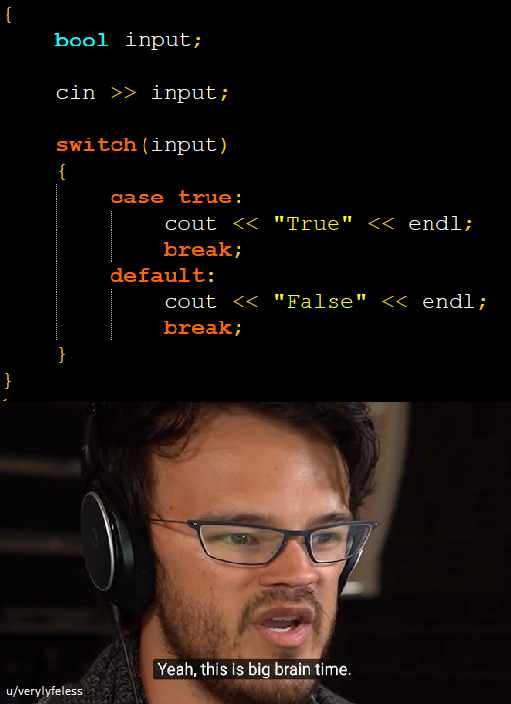 {
bool input;
cin >> input;
switch(input)
{
case true:
cout << "True" << endl;
break;
default:
cout << "False" << endl;
break;
}
}
Yeah, this is big brain time.
u/verylyfeless